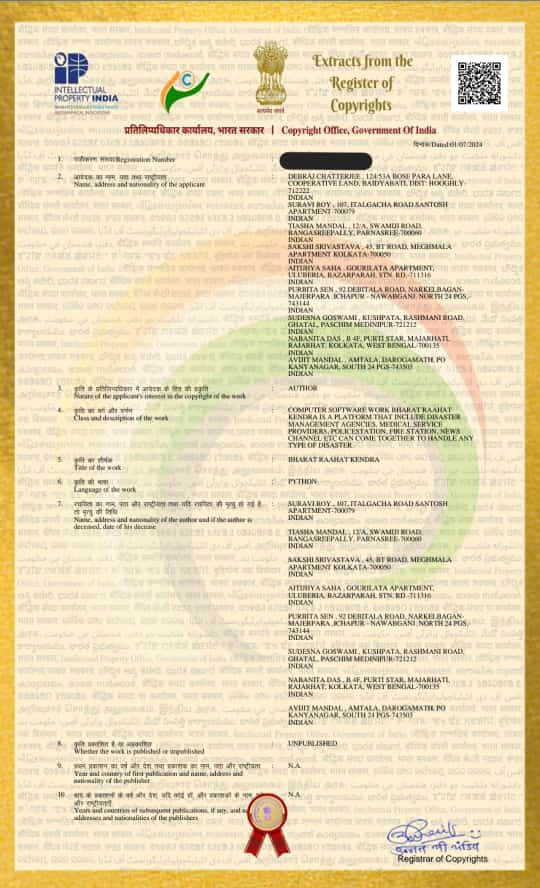 INTELLECTUAL
PROPERTY INDIA
सत्यमेव जयते
Extracts from the
Register of
Copyrights
प्रतिलिप्यधिकार कार्यालय, भारत सरकार | Copyright Office, Government Of India
दिनांक/Dated:01/07/2024
1. पंजीकरण संख्या/Registration Number :
2. आवेदक का नाम, पता तथा राष्ट्रीयता
Name, address and nationality of the applicant
:
DEBRAJ CHATTERJEE , 124/53A BOSE PARA LANE,
COOPERATIVE LAND, BAIDYABATI, DIST: HOOGHLY-
712222
INDIAN
SURAVI ROY , 107, ITALGACHA ROAD,SANTOSH
APARTMENT-700079
INDIAN
TIASHA MANDAL , 12/A, SWAMIJI ROAD,
BANGASREEPALLY, PARNASREE-700060
INDIAN
SAKSHI SRIVASTAVA , 45, BT ROAD, MEGHMALA
APARTMENT KOLKATA-700050
INDIAN
AITIJHYA SAHA , GOURILATA APARTMENT,
ULUBERIA, BAZARPARAH, STN. RD -711316
INDIAN
PURBITA SEN , 92 DEBITALA ROAD, NARKELBAGAN-
MAJERPARA ,ICHAPUR - NAWABGANJ, NORTH 24 PGS,-
743144
INDIAN
SUDESNA GOSWAMI , KUSHPATA, RASHMANI ROAD,
GHATAL, PASCHIM MEDINIPUR-721212
INDIAN
NABANITA DAS , B 4F, PURTI STAR, MAJARHATI,
RAJARHAT, KOLKATA, WEST BENGAL-700135
INDIAN
AVIJIT MANDAL , AMTALA, DAROGAMATH, PO
KANYANAGAR, SOUTH 24 PGS-743503
INDIAN
3. कृति के प्रतिलिप्यधिकार में आवेदक के हित की प्रकृति
Nature of the applicant's interest in the copyright of the work
:
AUTHOR
4. कृति का वर्ग और वर्णन
Class and description of the work
:
COMPUTER SOFTWARE WORK BHARAT RAAHAT
KENDRA IS A PLATFORM THAT INCLUDE DISASTER
MANAGEMENT AGENCIES, MEDICAL SERVICE
PROVIDERS, POLICESTATION, FIRE STATION, NEWS
CHANNEL ETC CAN COME TOGETHER TO HANDLE ANY
TYPE OF DISASTER.
5. कृति का शीर्षक
Title of the work
:
BHARAT RAAHAT KENDRA
6. कृति की भाषा
Language of the work
:
PYTHON
7. रचयिता का नाम, पता और राष्ट्रीयता तथा यदि रचयिता की मृत्यु हो गई है,
तो मृत्यु की तिथि
Name, address and nationality of the author and if the author is
deceased, date of his decease
:
SURAVI ROY , 107, ITALGACHA ROAD SANTOSH
APARTMENT-700079
INDIAN
TIASHA MANDAL , 12/A, SWAMIJI ROAD,
BANGASREEPALLY, PARNASREE-700060
INDIAN
SAKSHI SRIVASTAVA , 45, BT ROAD, MEGHMALA
APARTMENT KOLKATA-700050
INDIAN
AITIJHYA SAHA , GOURILATA APARTMENT,
ULUBERIA, BAZARPARAH, STN. RD -711316
INDIAN
PURBITA SEN , 92 DEBITALA ROAD, NARKELBAGAN-
MAJERPARA ,ICHAPUR - NAWABGANJ, NORTH 24 PGS,-
743144
INDIAN
SUDESNA GOSWAMI , KUSHPATA, RASHMANI ROAD,
GHATAL, PASCHIM MEDINIPUR-721212
INDIAN
NABANITA DAS , B 4F, PURTI STAR, MAJARHATI,
RAJARHAT, KOLKATA, WEST BENGAL-700135
INDIAN
AVIJIT MANDAL , AMTALA, DAROGAMATH, PO
KANYANAGAR, SOUTH 24 PGS-743503
INDIAN
8. कृति प्रकाशित है या अप्रकाशित
Whether the work is published or unpublished
:
UNPUBLISHED
9. प्रथम प्रकाशन का वर्ष और देश तथा प्रकाशक का नाम, पता और राष्ट्रीयता
Year and country of first publication and name, address and
nationality of the publisher
:
N.A.
10. बाद के प्रकाशनों के वर्ष और देश, यदि कोई हों, और प्रकाशकों के नाम
और राष्ट्रीयताएँ
Years and countries of subsequent publications, if any, and
addresses and nationalities of the publishers
:
N.A.
Registrar of Copyrights